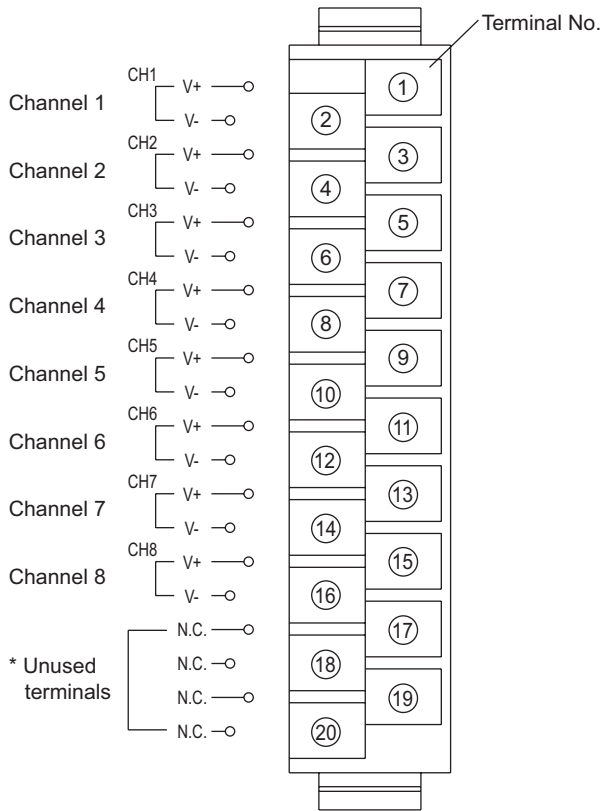 Terminal No.
CH1
Channel 1
V+
V-
CH2
Channel 2
V+
V-
CH3
Channel 3
V+
V-
CH4
Channel 4
V+
V-
CH5
Channel 5
V+
V-
CH6
Channel 6
V+
V-
CH7
Channel 7
V+
V-
CH8
Channel 8
V+
V-
* Unused
terminals
N.C.
N.C.
N.C.
N.C.
1
2
3
4
5
6
7
8
9
10
11
12
13
14
15
16
17
18
19
20